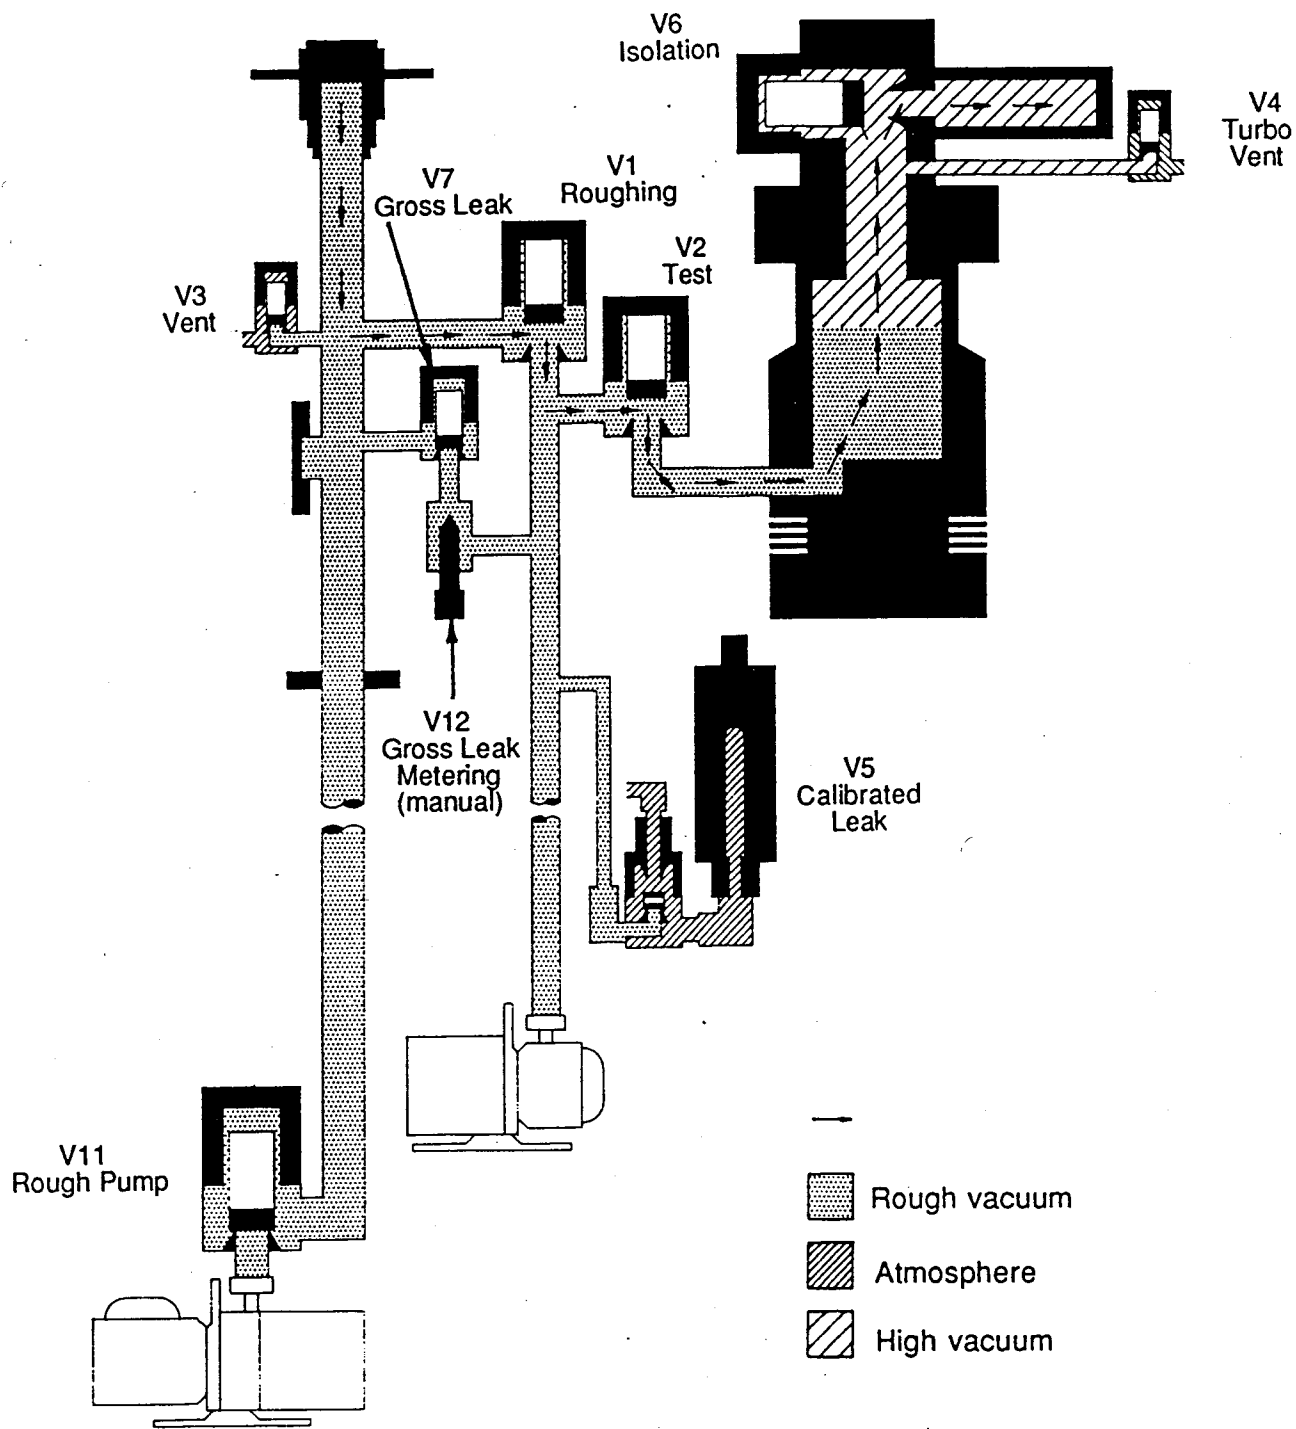 V6
Isolation
V4
Turbo
Vent
V7
Gross Leak
V1
Roughing
V2
Test
V3
Vent
V12
Gross Leak
Metering
(manual)
V5
Calibrated
Leak
V11
Rough Pump
Rough vacuum
Atmosphere
High vacuum